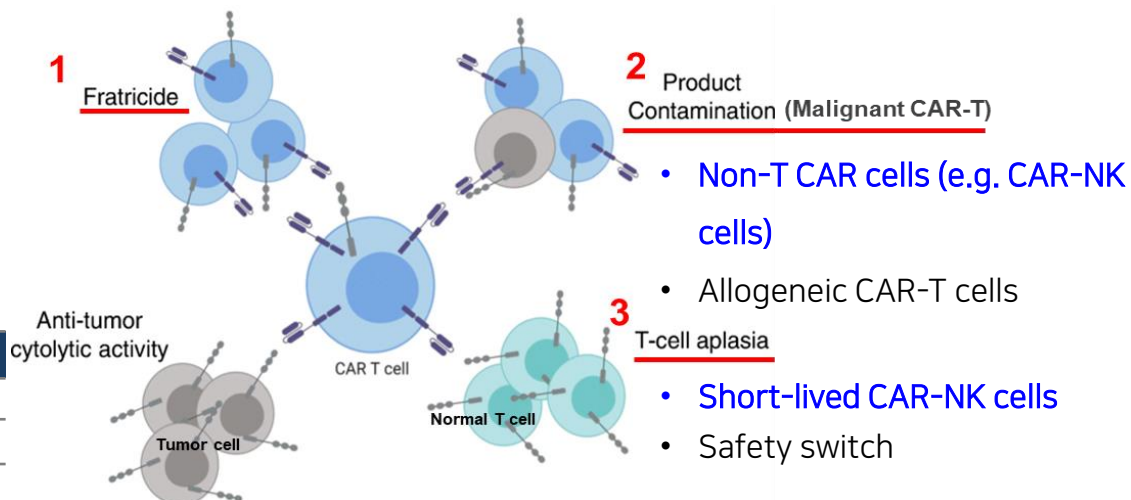 1
Fratricide
2
Product
Contamination (Malignant CAR-T)
• Non-T CAR cells (e.g. CAR-NK
cells)
• Allogeneic CAR-T cells
3
T-cell aplasia
• Short-lived CAR-NK cells
• Safety switch
Anti-tumor
cytolytic activity
CAR T cell
Normal T cell
Tumor cell